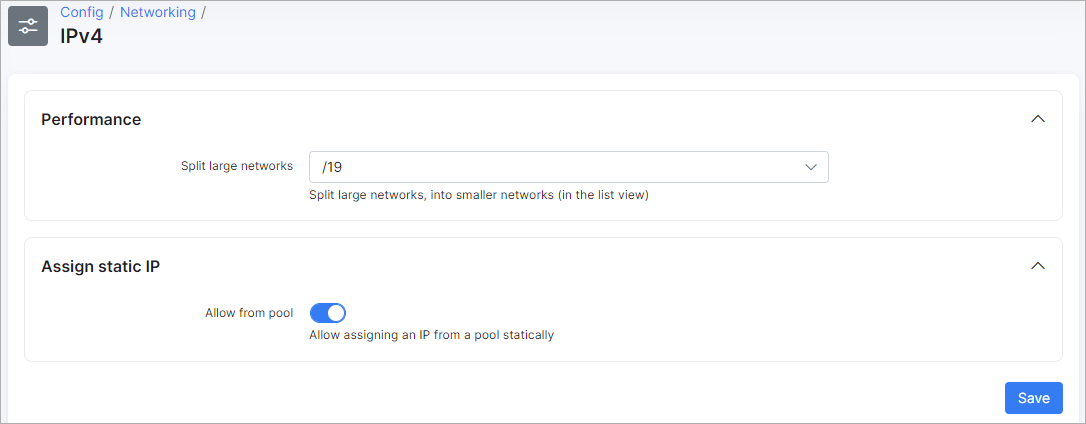 Config / Networking /
IPv4
Performance
Split large networks
/19
Split large networks, into smaller networks (in the list view)
Assign static IP
Allow from pool
Allow assigning an IP from a pool statically
Save